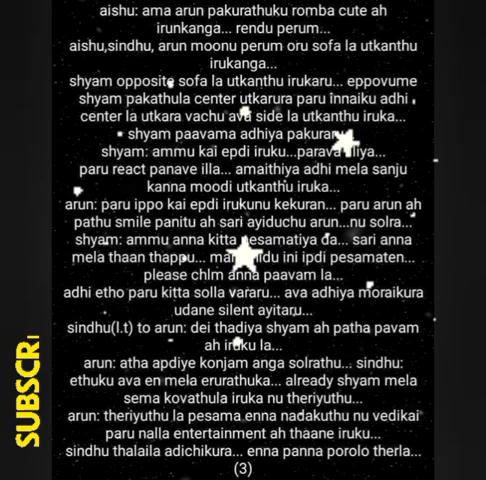 aishu: ama arun pakurathuku romba cute ah
irunkanga... rendu perum...
aishu,sindhu, arun moonu perum oru sofa la utkanthu
irukanga...
shyam opposite sofa la utkanthu irukaru... eppovume
shyam pakathula center utkarura paru innaiku adhi
center la utkara vachu ava side la utkanthu iruka...
shyam paavama adhiya pakuraru
shyam: ammu kai epdi iruku...
paru react panave illa... amaithiya adhi mela sanju
kanna moodi utkanthu iruka...
arun: paru ippo kai epdi irukunu kekuran... paru arun ah
pathu smile panitu ah sari ayiduchu arun...nu solra...
shyam: ammu anna kitta pesamatiya da... sari anna
mela thaan thappu... ini ipdi pesamaten...
please chlm anna paavam la...
adhi etho paru kitta solla vararu... ava adhiya moraikura
udane silent ayitaru...
sindhu(l.t) to arun: dei thadiya shyam ah patha pavam
ah iruku la...
arun: atha apdiye konjam anga solrathu... sindhu:
ethuku ava en mela erurathuka... already shyam mela
sema kovathula iruka nu theriyuthu...
arun: theriyuthu la pesama enna nadakuthu nu vedikai
paru nalla entertainment ah thaane iruku...
sindhu thalaila adichikura... enna panna porolo therla...
(3)
SUBSCRI